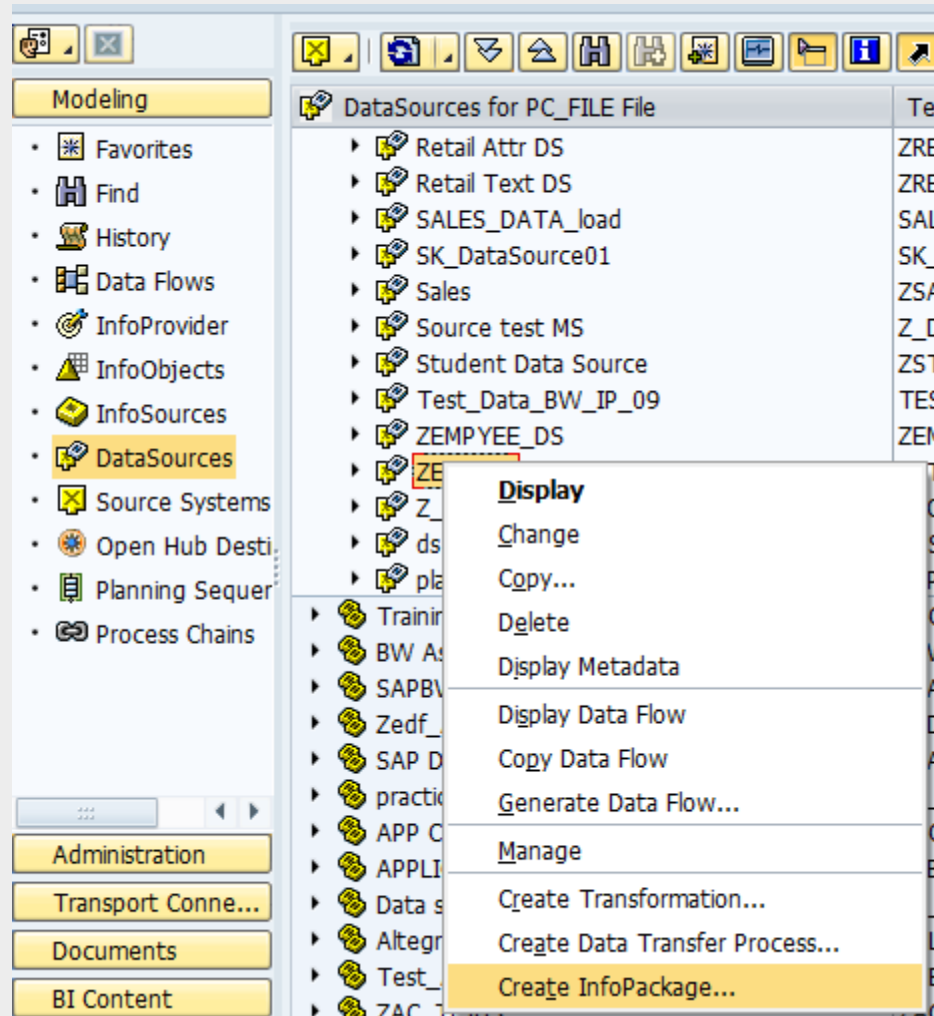 Modeling
Favorites
Find
History
Data Flows
InfoProvider
InfoObjects
InfoSources
DataSources
Source Systems
Open Hub Desti
Planning Sequer
Process Chains
Administration
Transport Conne...
Documents
BI Content
DataSources for PC_FILE File Te
Retail Attr DS ZRE
Retail Text DS ZRE
SALES_DATA_load SAL
SK_DataSource01 SK_
Sales ZSA
Source test MS Z_D
Student Data Source ZST
Test_Data_BW_IP_09 TES
ZEMPYEE_DS ZEM
ZE
Z_
ds
pla
Trainin
BW As
SAPBW
Zedf_
SAP D
practic
APP C
APPLI
Data s
Altegr
Test_
Display
Change
Copy...
Delete
Display Metadata
Display Data Flow
Copy Data Flow
Generate Data Flow...
Manage
Create Transformation...
Create Data Transfer Process...
Create InfoPackage...